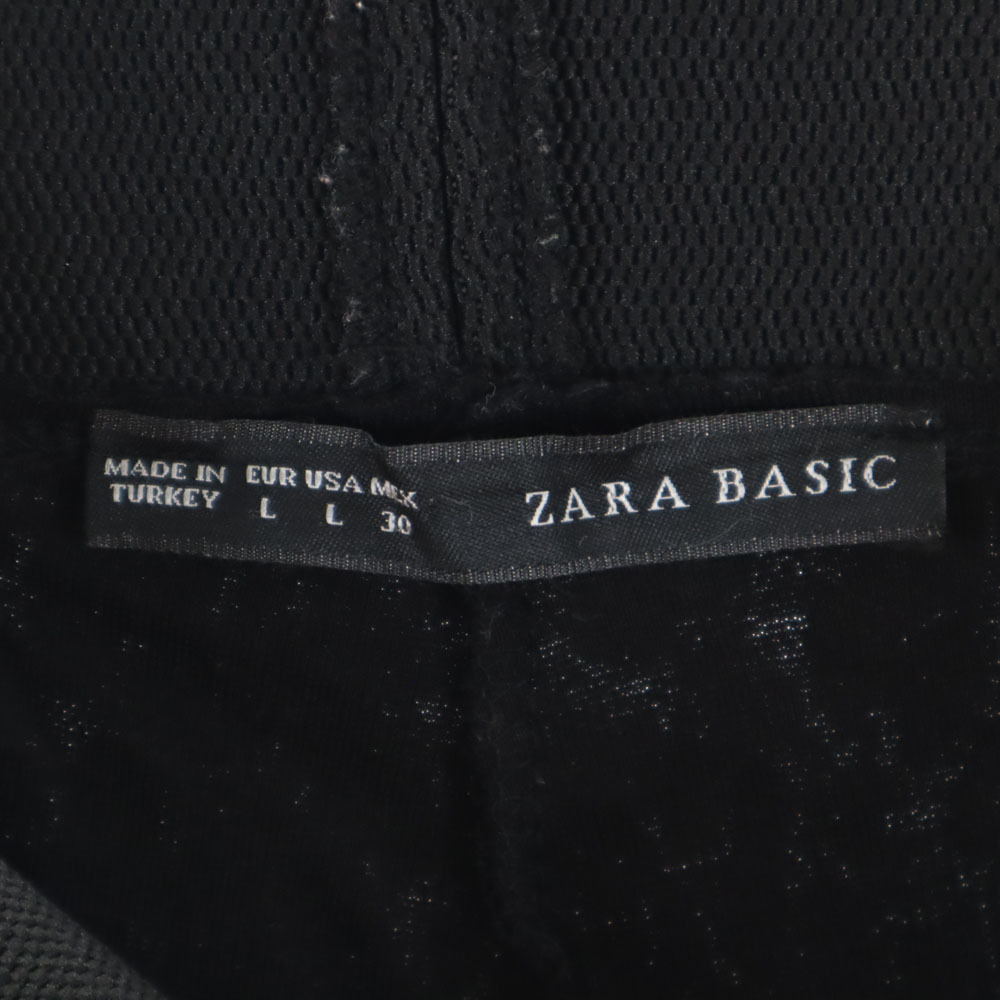 MADE IN EUR USA MEX
TURKEY L L 30
ZARA BASIC